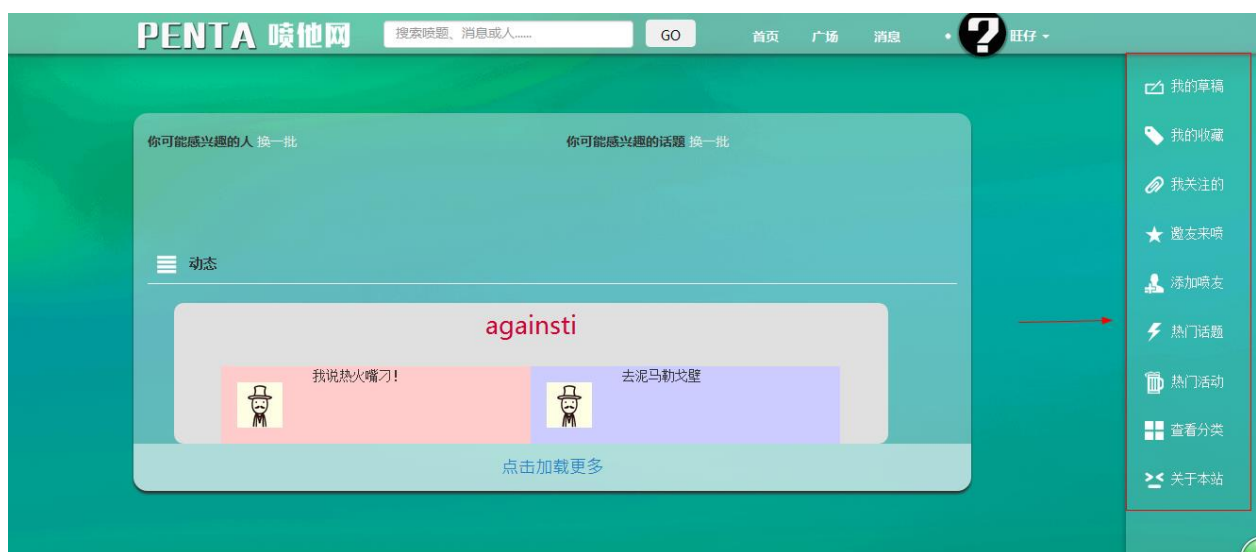 PENTA 喷他网 搜索喷题、消息或人...... GO 首页 广场 消息 旺仔
我的草稿
我的收藏
我关注的
邀友来喷
添加喷友
热门话题
热门活动
查看分类
关于本站
你可能感兴趣的人 换一批
你可能感兴趣的话题 换一批
动态
againsti
我说热火嘴刁!
去泥马勒戈壁
点击加载更多